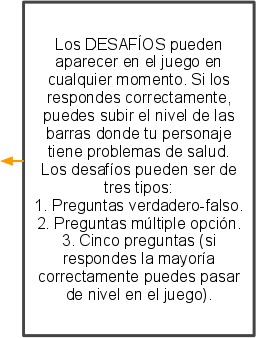 Los DESAFÍOS pueden
aparecer en el juego en
cualquier momento. Si los
respondes correctamente,
puedes subir el nivel de las
barras donde tu personaje
tiene problemas de salud.
Los desafíos pueden ser de
tres tipos:
1. Preguntas verdadero-falso.
2. Preguntas múltiple opción.
3. Cinco preguntas (si
respondes la mayoría
correctamente puedes pasar
de nivel en el juego).